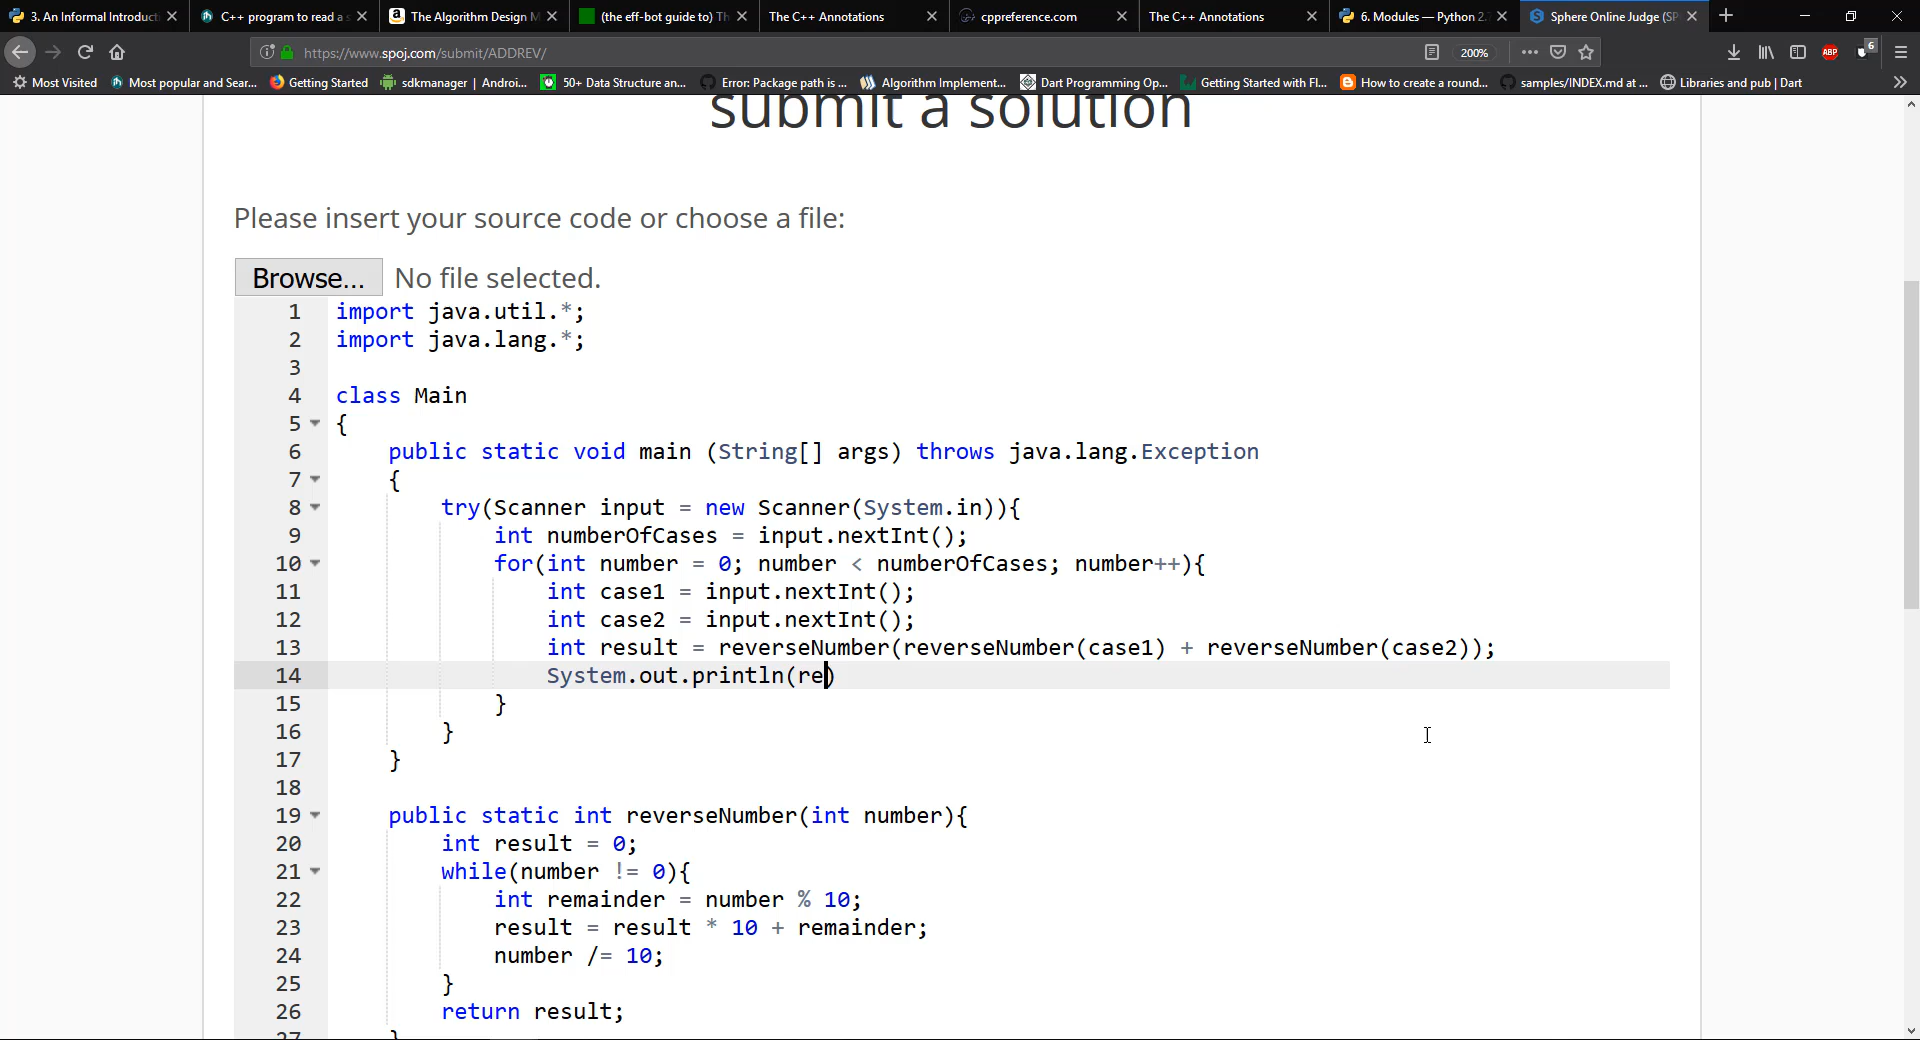 3. An Informal Introduct
C++ program to read a s
The Algorithm Design M
(the eff-bot guide to) Th
The C++ Annotations
cppreference.com
The C++ Annotations
6. Modules — Python 2.7
Sphere Online Judge (SP
https://www.spoj.com/submit/ADDREV/
200%
ABP
6
Most Visited
Most popular and Sear...
Getting Started
sdkmanager | Androi...
50+ Data Structure an...
Error: Package path is ...
Algorithm Implement...
Dart Programming Op...
Getting Started with Fl...
How to create a round...
samples/INDEX.md at ...
Libraries and pub | Dart
submit a solution
Please insert your source code or choose a file:
Browse... No file selected.
1 import java.util.*;
2 import java.lang.*;
3
4 class Main
5 {
6 public static void main (String[] args) throws java.lang.Exception
7 {
8 try(Scanner input = new Scanner(System.in)){
9 int numberOfCases = input.nextInt();
10 for(int number = 0; number < numberOfCases; number++){
11 int case1 = input.nextInt();
12 int case2 = input.nextInt();
13 int result = reverseNumber(reverseNumber(case1) + reverseNumber(case2));
14 System.out.println(re)
15 }
16 }
17 }
18
19 public static int reverseNumber(int number){
20 int result = 0;
21 while(number != 0){
22 int remainder = number % 10;
23 result = result * 10 + remainder;
24 number /= 10;
25 }
26 return result;
27 }